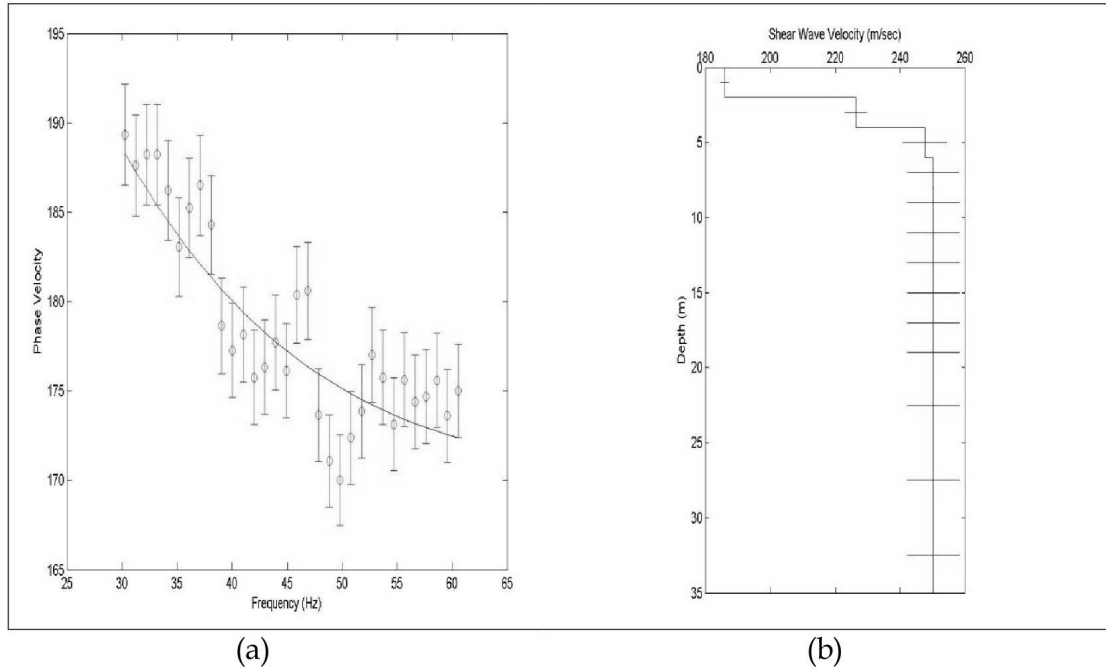 195
190
185
180
175
170
165
Phase Velocity
25 30 35 40 45 50 55 60 65
Frequency (Hz)
(a)
Shear Wave Velocity (m/sec)
180 200 220 240 260
0
5
10
15
20
25
30
35
Depth (m)
(b)